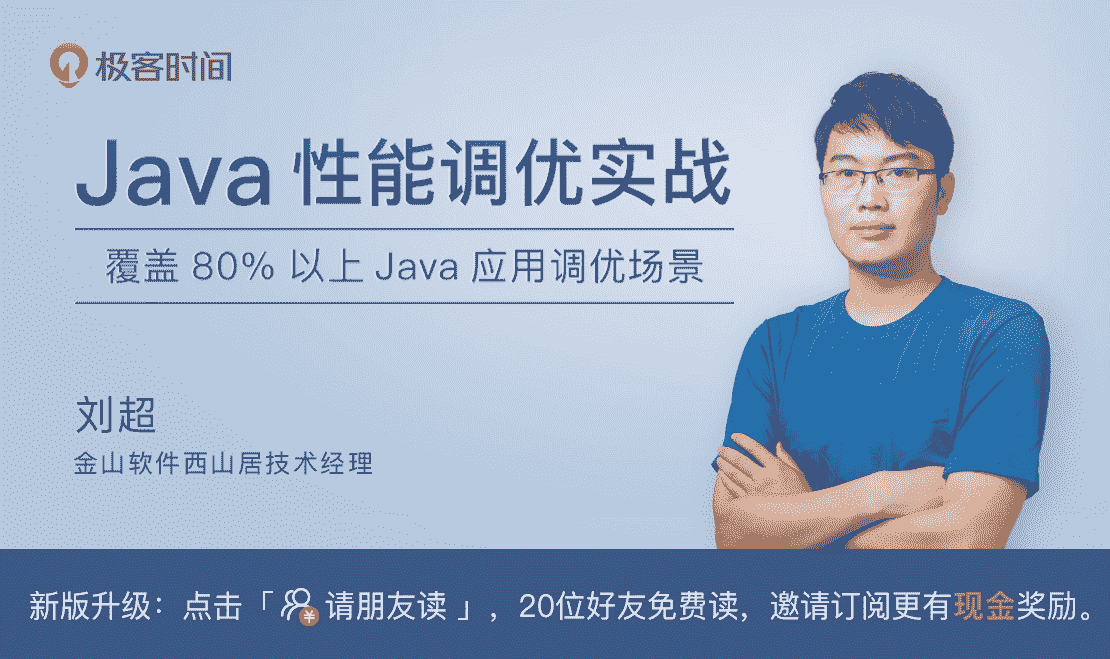 极客时间
Java 性能调优实战
覆盖 80% 以上 Java 应用调优场景
刘超
金山软件西山居技术经理
新版升级：点击「 ¥ 请朋友读 」，20位好友免费读，邀请订阅更有现金奖励。